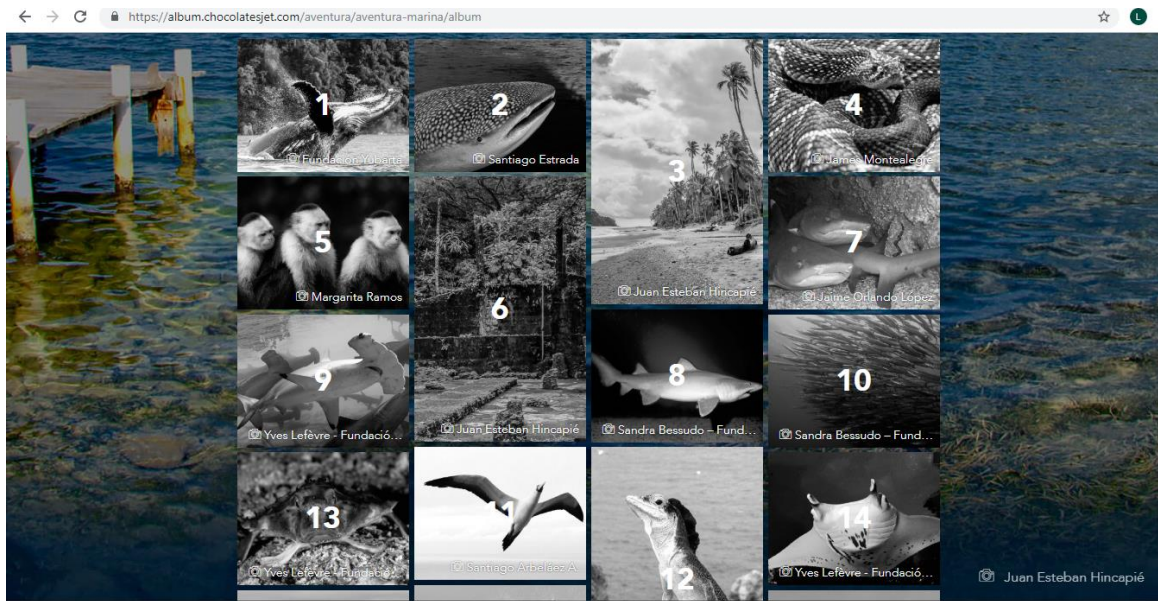 https://album.chocolatesjet.com/aventura/aventura-marina/album
L
1
Fundación Yubarta
2
Santiago Estrada
3
Juan Esteban Hincapié
4
James Montealegre
5
Margarita Ramos
6
Juan Esteban Hincapié
7
Jaime Orlando López
8
Sandra Bessudo – Fund...
9
Yves Lefèvre - Fundació...
10
Sandra Bessudo – Fund...
11
Santiago Arbeláez A.
12
13
Yves Lefèvre - Fundació...
14
Yves Lefèvre - Fundació...
Juan Esteban Hincapié